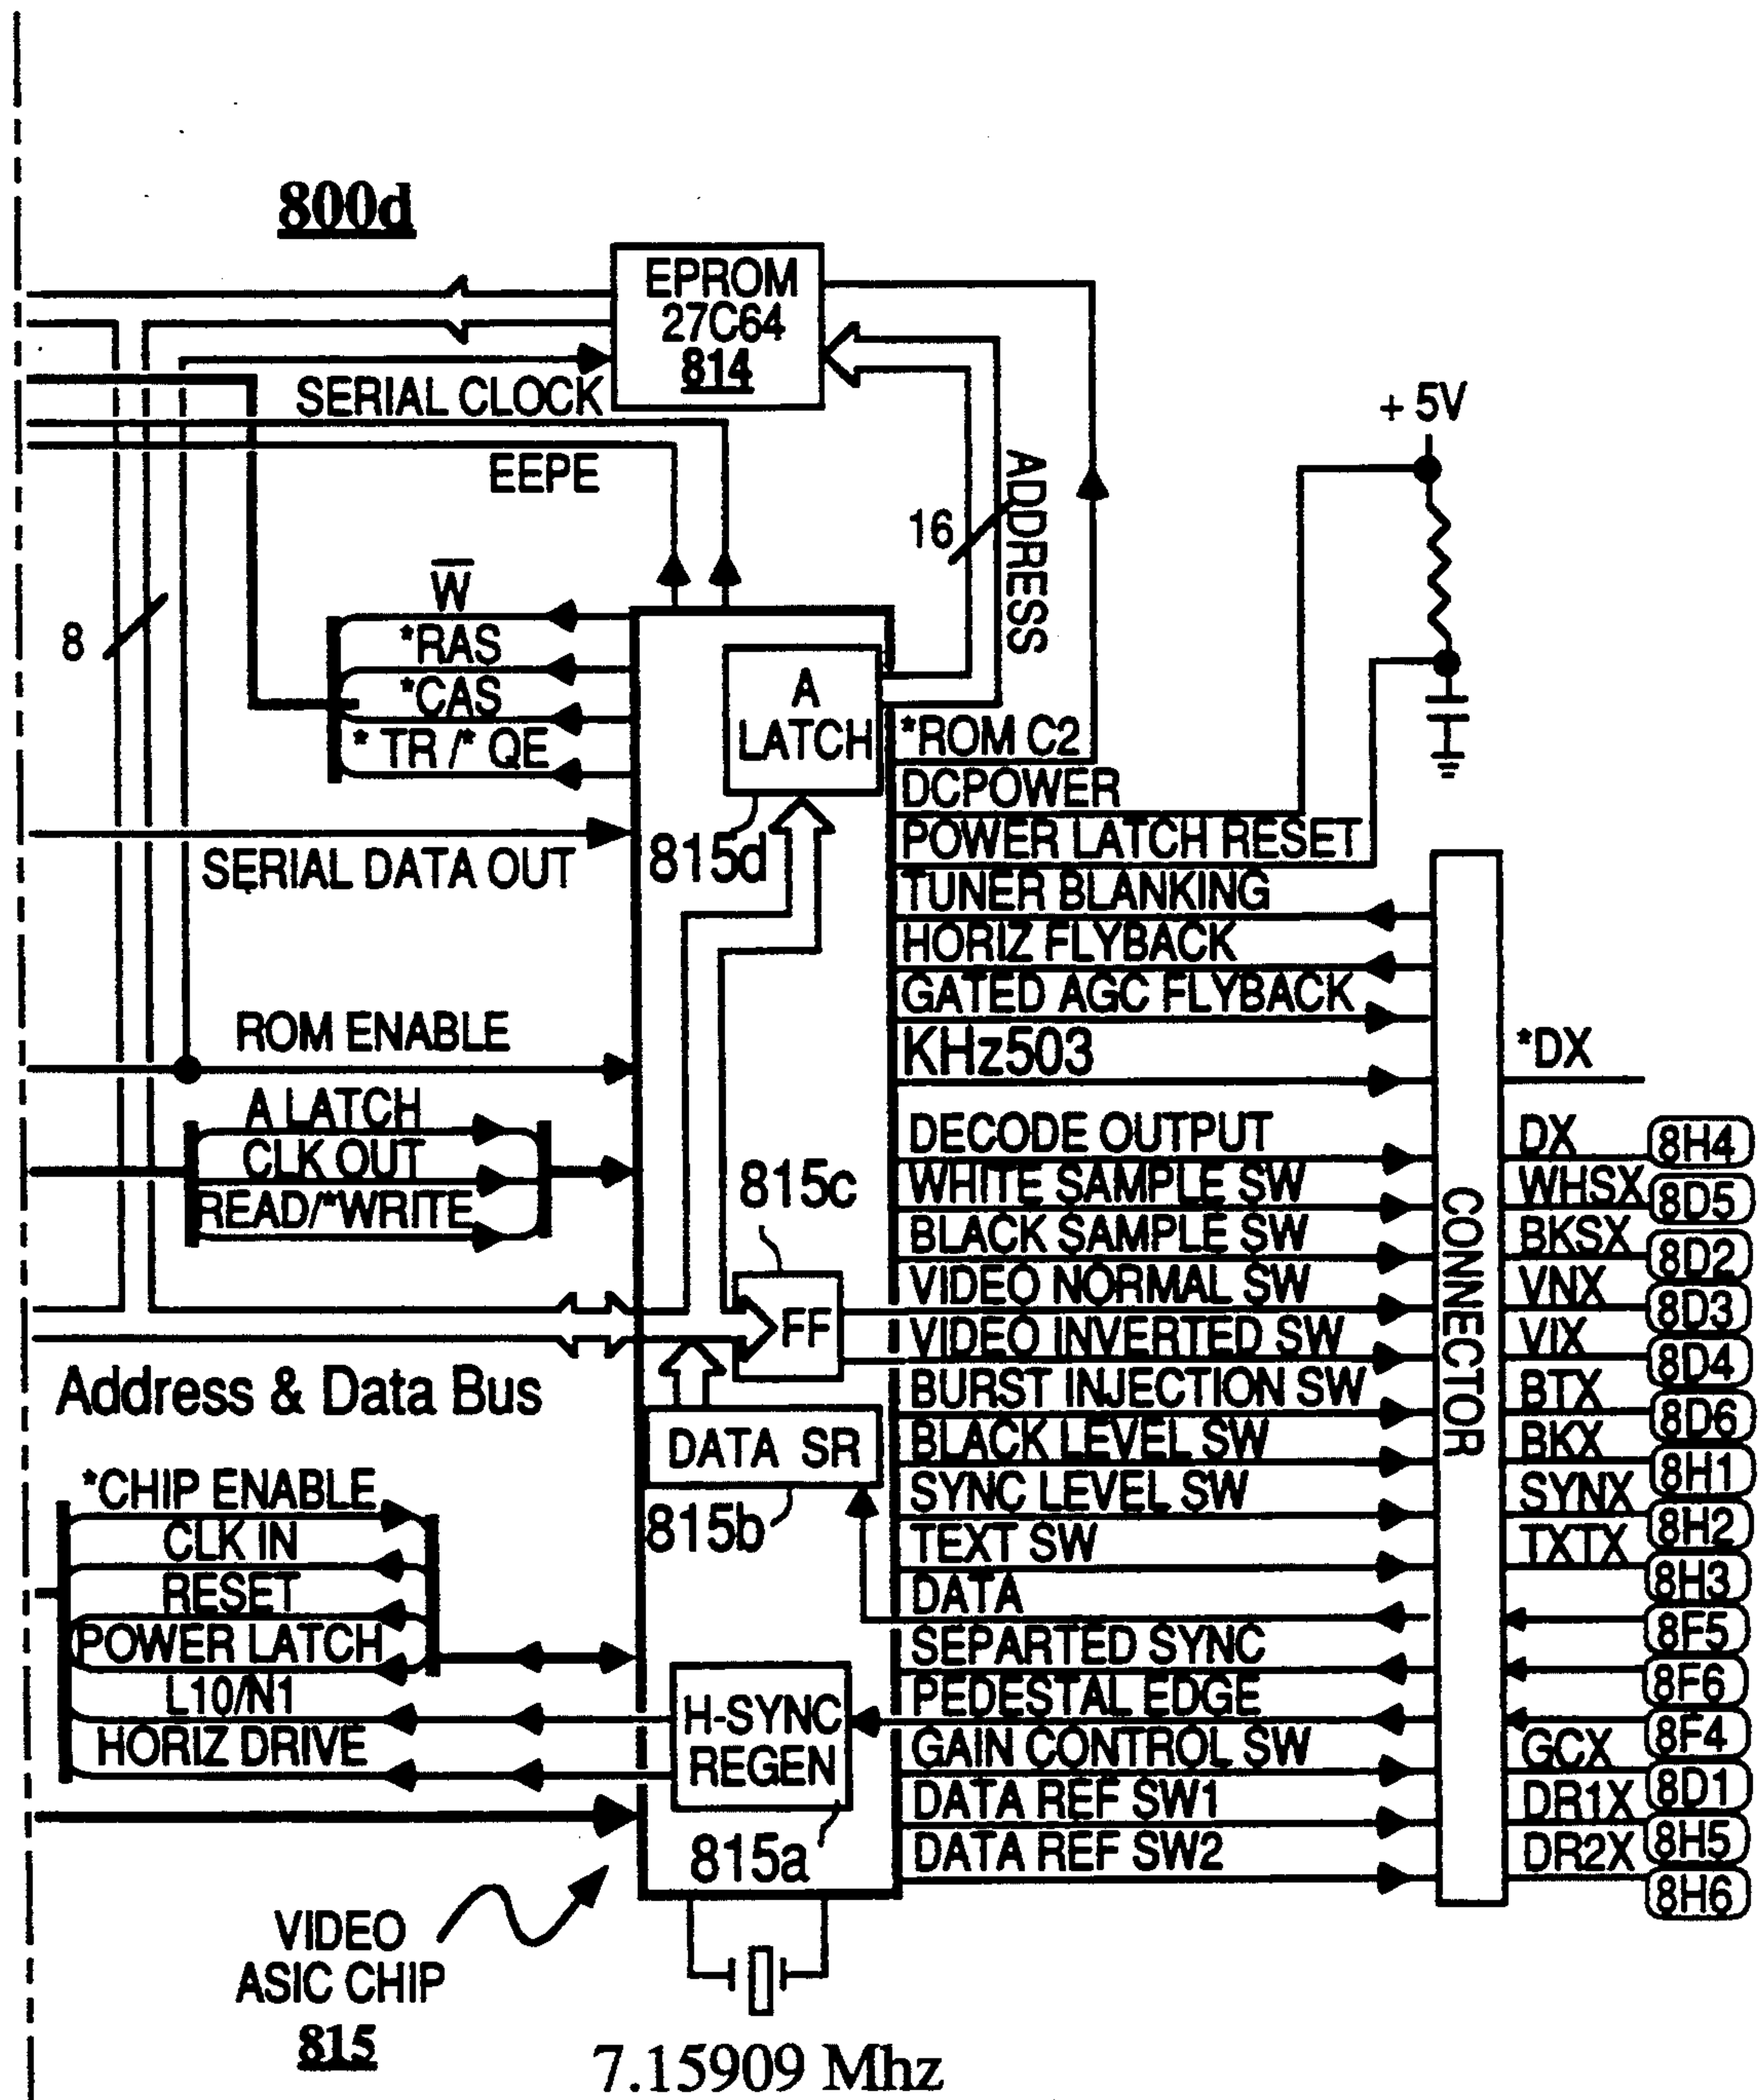 800d
EPROM
27C64
814
SERIAL CLOCK
EEPE
+ 5V
16
ADDRESS
8
W
*RAS
*CAS
* TR /* QE
A
LATCH
815d
*ROM C2
DCPOWER
POWER LATCH RESET
TUNER BLANKING
HORIZ FLYBACK
GATED AGC FLYBACK
KHz503
SERIAL DATA OUT
ROM ENABLE
A LATCH
CLK OUT
READ/*WRITE
815c
FF
DECODE OUTPUT
WHITE SAMPLE SW
BLACK SAMPLE SW
VIDEO NORMAL SW
VIDEO INVERTED SW
BURST INJECTION SW
BLACK LEVEL SW
SYNC LEVEL SW
TEXT SW
DATA
SEPARTED SYNC
PEDESTAL EDGE
GAIN CONTROL SW
DATA REF SW1
DATA REF SW2
CONNECTOR
*DX
DX 8H4
WHSX 8D5
BKSX 8D2
VNX 8D3
VIX 8D4
BTX 8D6
BKX 8H1
SYNX 8H2
TXTX 8H3
8F5
8F6
8F4
GCX 8D1
DR1X 8H5
DR2X 8H6
Address & Data Bus
DATA SR
815b
*CHIP ENABLE
CLK IN
RESET
POWER LATCH
L10/N1
HORIZ DRIVE
H-SYNC
REGEN
815a
VIDEO
ASIC CHIP
815
7.15909 Mhz